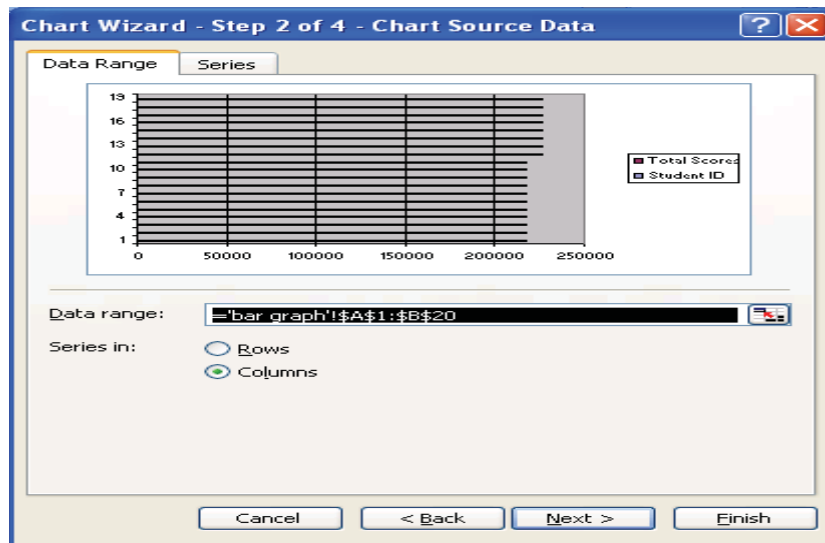 Chart Wizard - Step 2 of 4 - Chart Source Data
Data Range Series
19
16
13
10
7
4
1
0 50000 100000 150000 200000 250000
Total Scores
Student ID
Data range: ='bar graph'!$A$1:$B$20
Series in: Rows
Columns
Cancel < Back Next > Finish